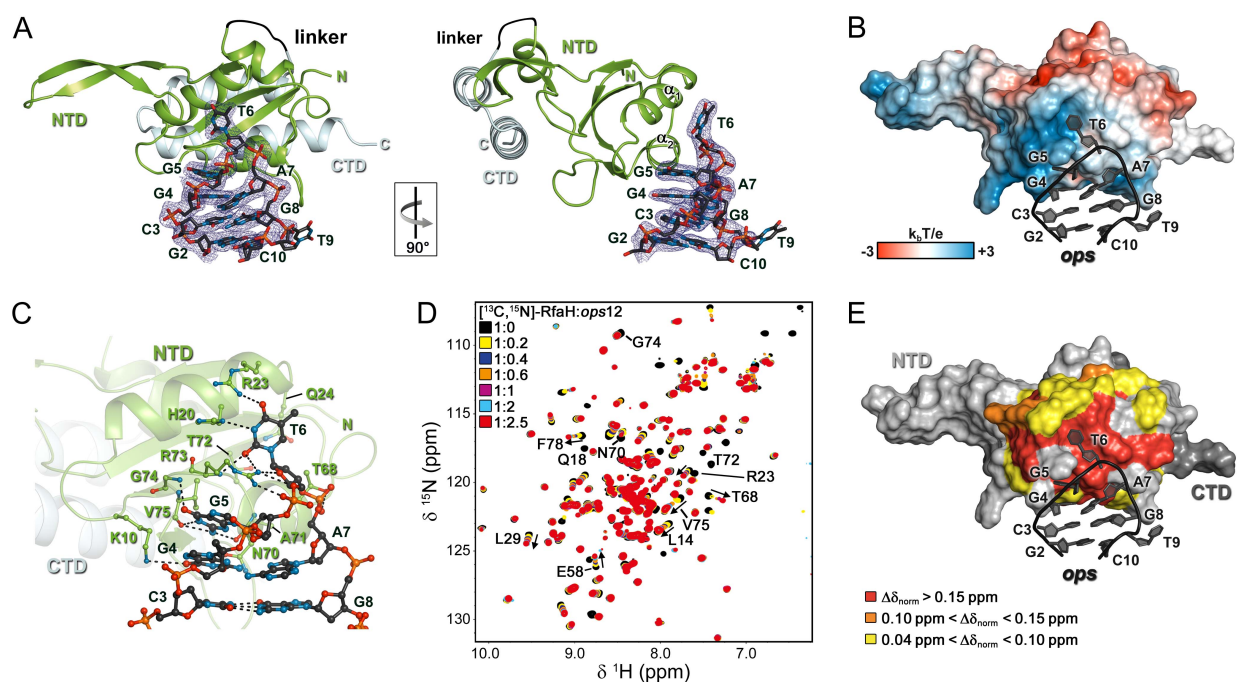 A
linker
NTD
N
T6
C
CTD
G5
A7
G4
G8
C3
G2
C10
T9
90°
linker
NTD
N
α1
T6
α2
C
CTD
G5
G4
A7
C3
G8
G2
T9
C10
B
T6
G5
A7
G4
G8
C3
T9
G2
C10
kbT/e
-3 +3
ops
C
NTD
R23
Q24
H20
T6
N
T72
R73
T68
G74
G5
V75
A7
K10
A71
G4
N70
CTD
C3
G8
D
[¹³C,¹⁵N]-RfaH:ops12
1:0
1:0.2
1:0.4
1:0.6
1:1
1:2
1:2.5
G74
F78
N70
T72
Q18
R23
T68
V75
L29
L14
E58
110
115
120
125
130
δ ¹⁵N (ppm)
10.0 9.0 8.0 7.0
δ ¹H (ppm)
E
NTD
T6
G5
A7
G4
CTD
G8
C3
T9
G2
C10
ops
Δδnorm > 0.15 ppm
0.10 ppm < Δδnorm < 0.15 ppm
0.04 ppm < Δδnorm < 0.10 ppm